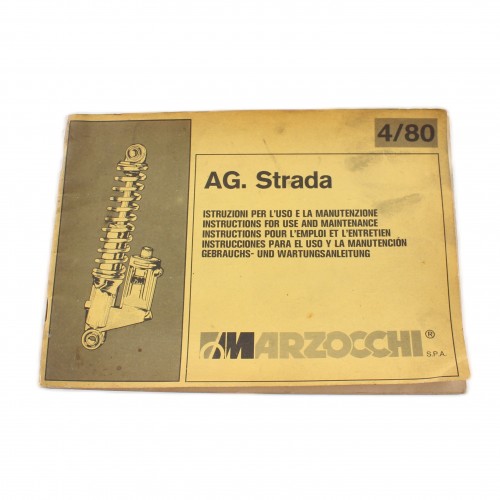 4/80
AG. Strada
ISTRUZIONI PER L'USO E LA MANUTENZIONE
INSTRUCTIONS FOR USE AND MAINTENANCE
INSTRUCTIONS POUR L'EMPLOI ET L'ENTRETIEN
INSTRUCCIONES PARA EL USO Y LA MANUTENCIÓN
GEBRAUCHS- UND WARTUNGSANLEITUNG
MARZOCCHI® S.P.A.